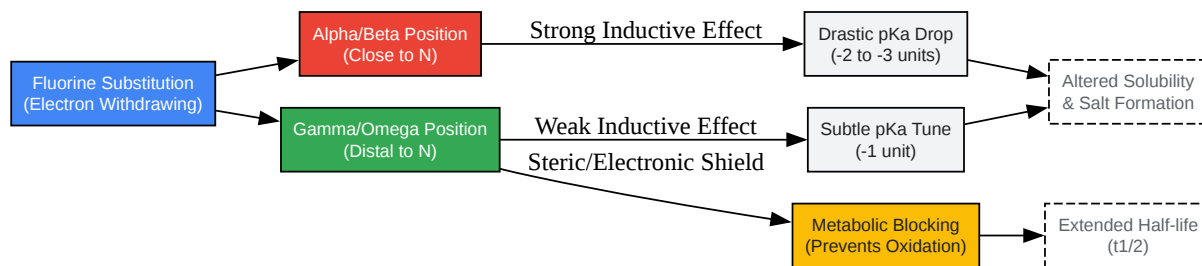 Fluorine Substitution
(Electron Withdrawing)
Alpha/Beta Position
(Close to N)
Strong Inductive Effect
Drastic pKa Drop
(-2 to -3 units)
Altered Solubility
& Salt Formation
Gamma/Omega Position
(Distal to N)
Weak Inductive Effect
Subtle pKa Tune
(-1 unit)
Steric/Electronic Shield
Metabolic Blocking
(Prevents Oxidation)
Extended Half-life
(t1/2)